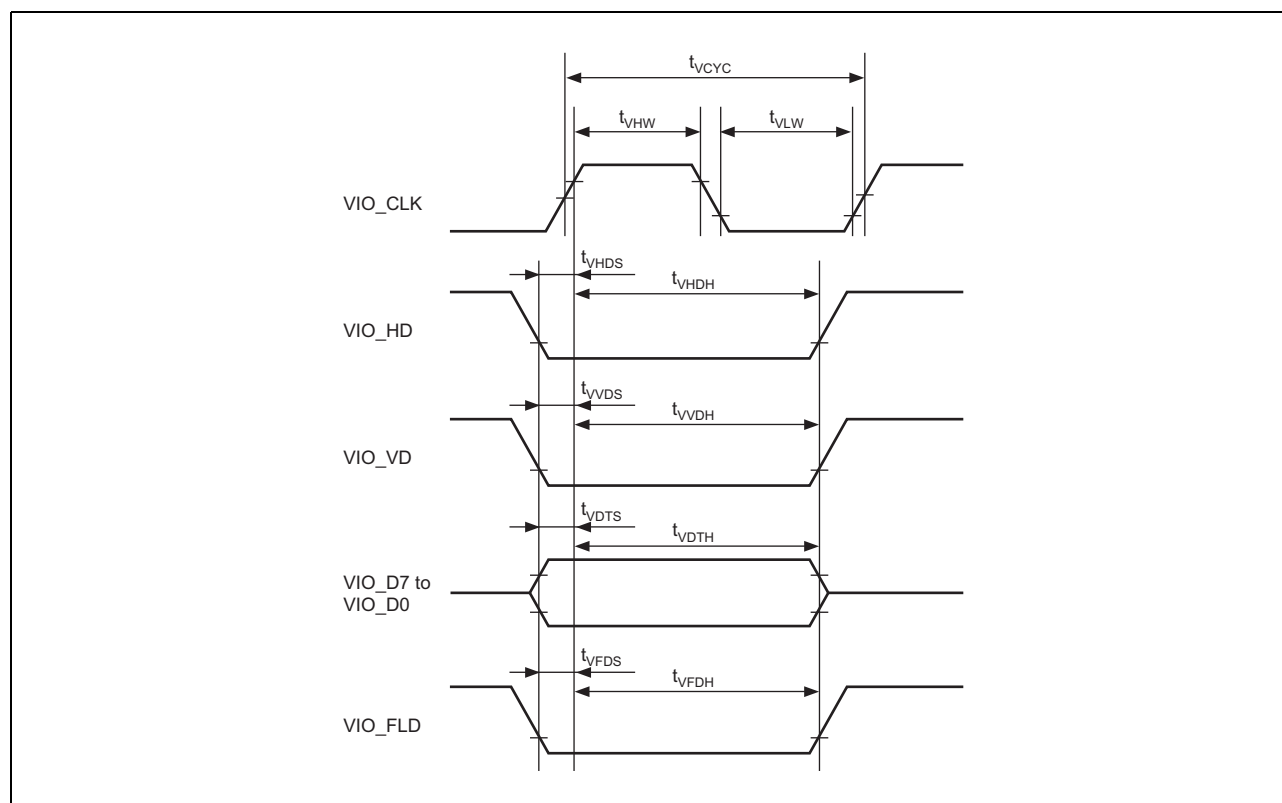 tVCYC
tVHW
tVLW
VIO_CLK
tVHDS
tVHDH
VIO_HD
tVVDS
tVVDH
VIO_VD
tVDTS
tVDTH
VIO_D7 to
VIO_D0
tVFDS
tVFDH
VIO_FLD